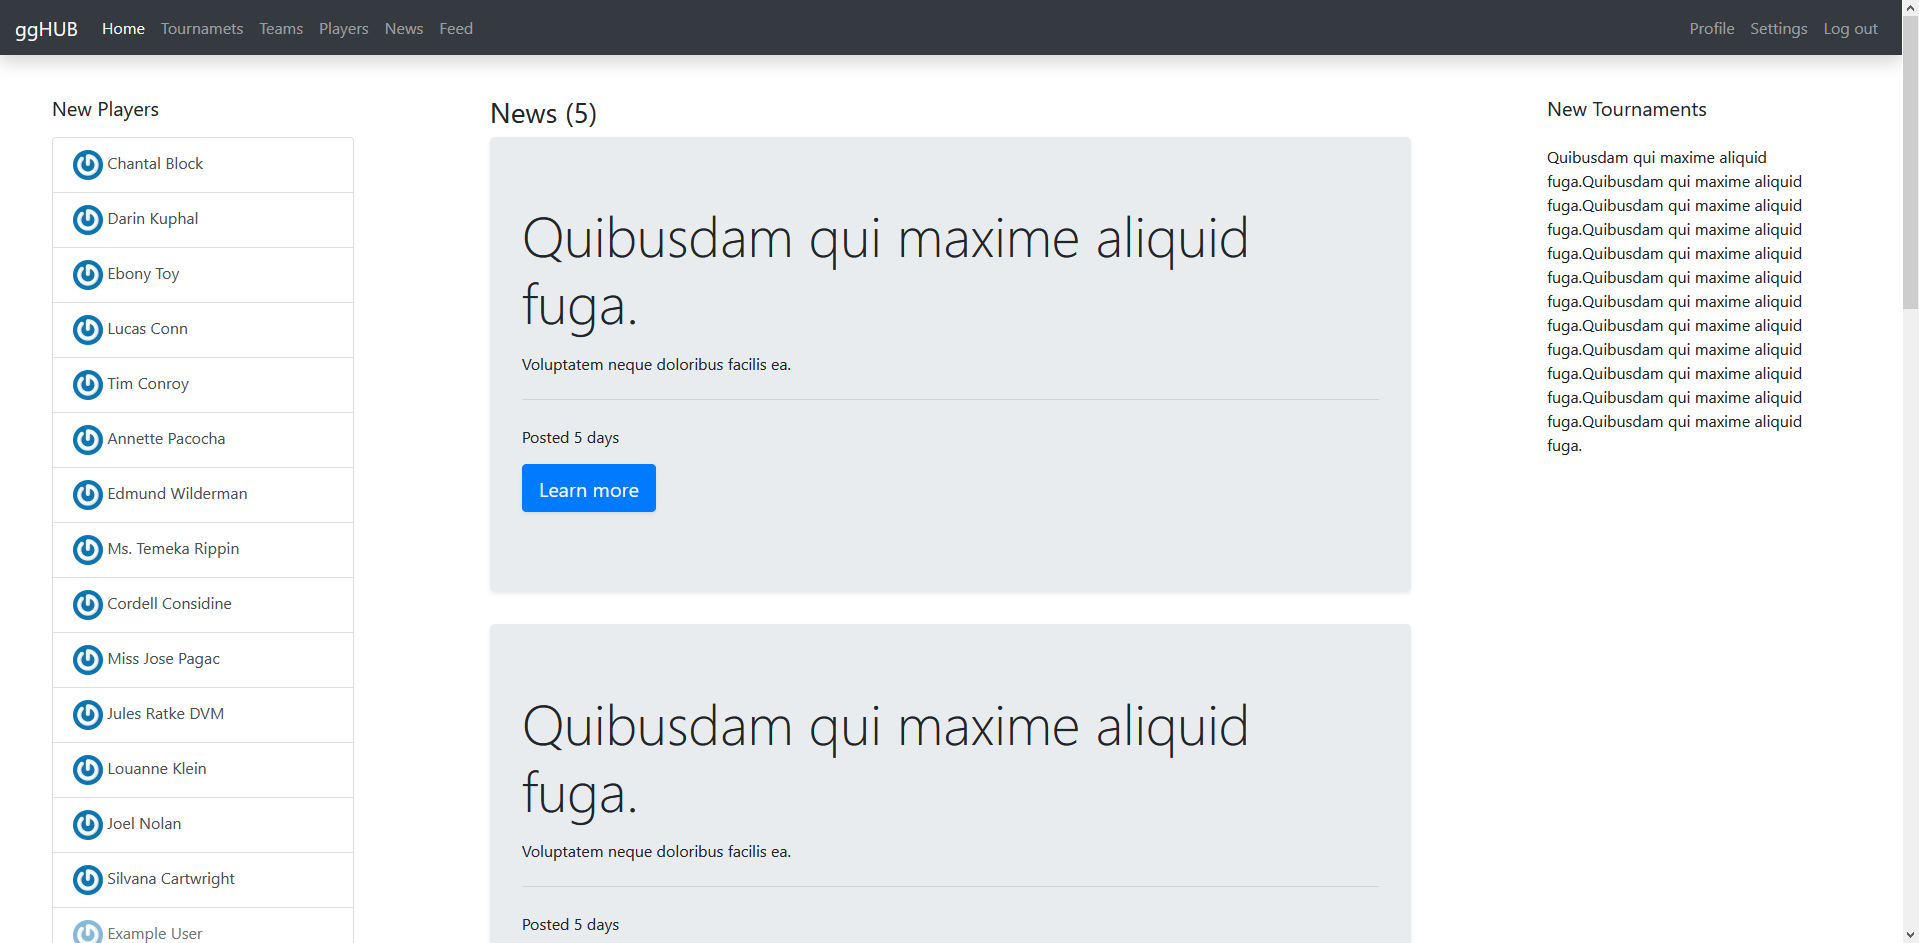 ggHUB Home Tournamets Teams Players News Feed Profile Settings Log out
New Players
Chantal Block
Darin Kuphal
Ebony Toy
Lucas Conn
Tim Conroy
Annette Pacocha
Edmund Wilderman
Ms. Temeka Rippin
Cordell Considine
Miss Jose Pagac
Jules Ratke DVM
Louanne Klein
Joel Nolan
Silvana Cartwright
Example User
News (5)
Quibusdam qui maxime aliquid
fuga.
Voluptatem neque doloribus facilis ea.
Posted 5 days
Learn more
Quibusdam qui maxime aliquid
fuga.
Voluptatem neque doloribus facilis ea.
Posted 5 days
New Tournaments
Quibusdam qui maxime aliquid
fuga.Quibusdam qui maxime aliquid
fuga.Quibusdam qui maxime aliquid
fuga.Quibusdam qui maxime aliquid
fuga.Quibusdam qui maxime aliquid
fuga.Quibusdam qui maxime aliquid
fuga.Quibusdam qui maxime aliquid
fuga.Quibusdam qui maxime aliquid
fuga.Quibusdam qui maxime aliquid
fuga.Quibusdam qui maxime aliquid
fuga.Quibusdam qui maxime aliquid
fuga.Quibusdam qui maxime aliquid
fuga.